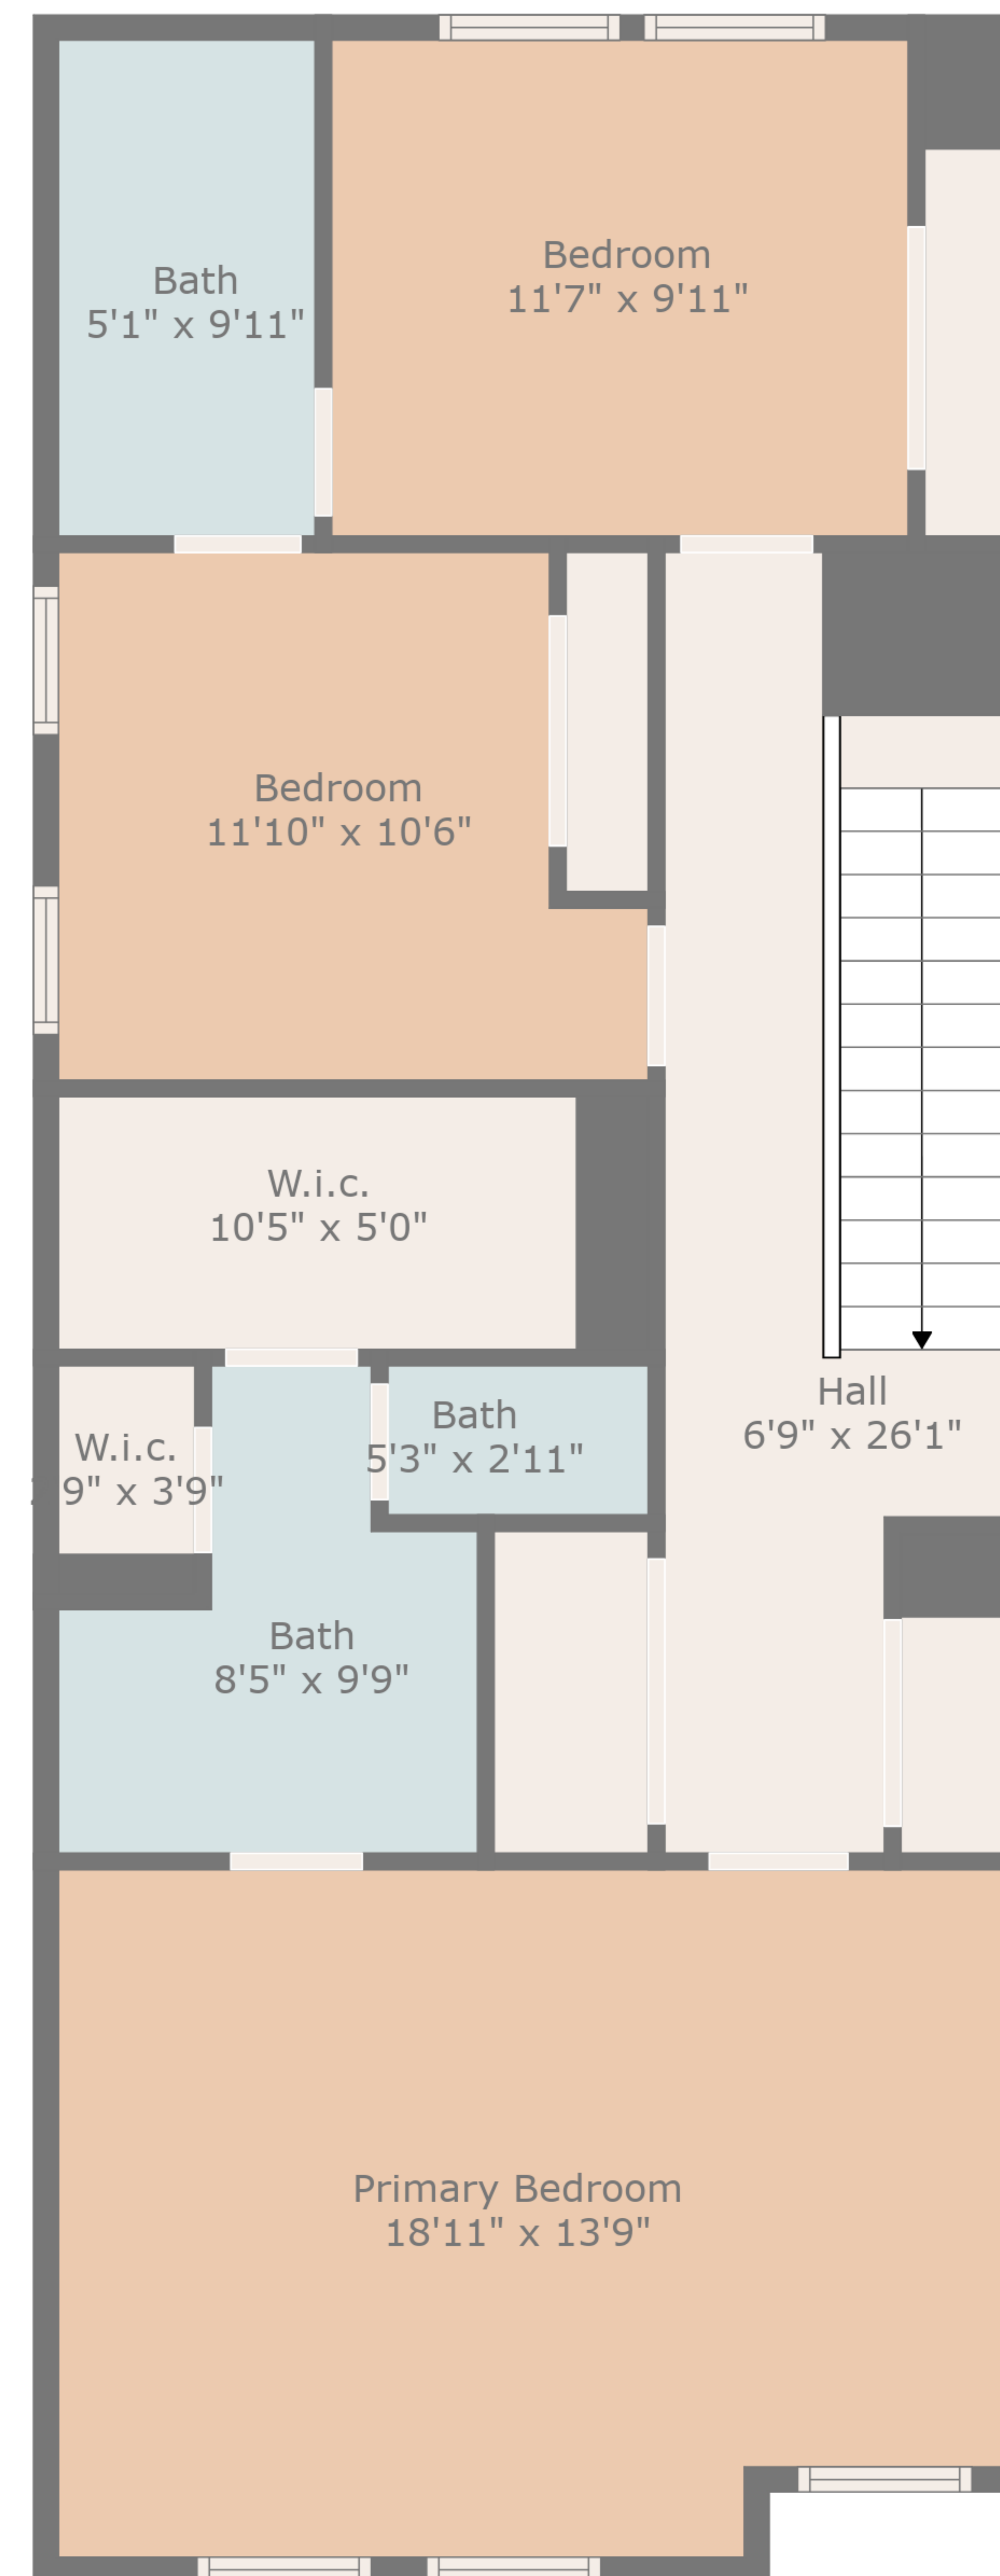 Bedroom
11'7" x 9'11"
Bath
5'1" x 9'11"
Bedroom
11'10" x 10'6"
W.i.c.
10'5" x 5'0"
Hall
6'9" x 26'1"
Bath
5'3" x 2'11"
W.i.c.
9" x 3'9"
Bath
8'5" x 9'9"
Primary Bedroom
18'11" x 13'9"